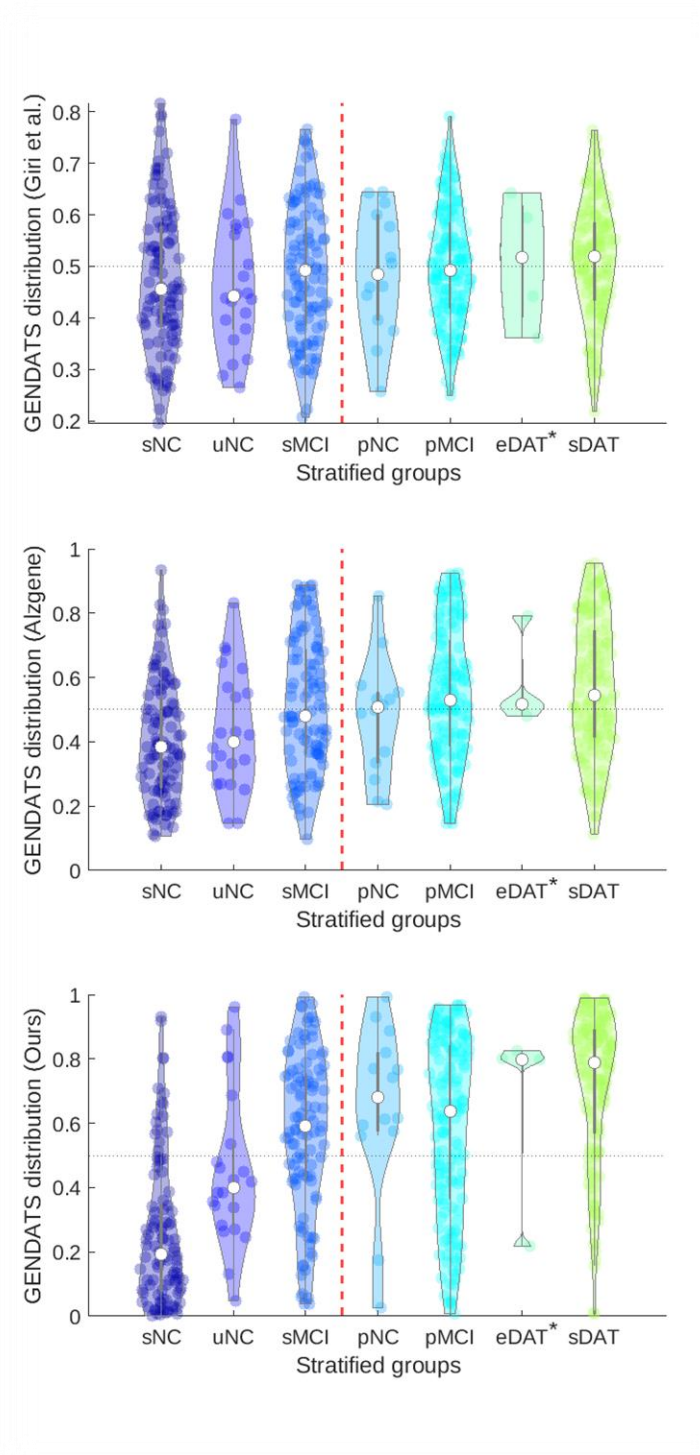 GENDATS distribution (Giri et al.)
0.8
0.7
0.6
0.5
0.4
0.3
0.2
sNC uNC sMCI pNC pMCI eDAT* sDAT
Stratified groups
GENDATS distribution (Alzgene)
1
0.8
0.6
0.4
0.2
0
sNC uNC sMCI pNC pMCI eDAT* sDAT
Stratified groups
GENDATS distribution (Ours)
1
0.8
0.6
0.4
0.2
0
sNC uNC sMCI pNC pMCI eDAT* sDAT
Stratified groups